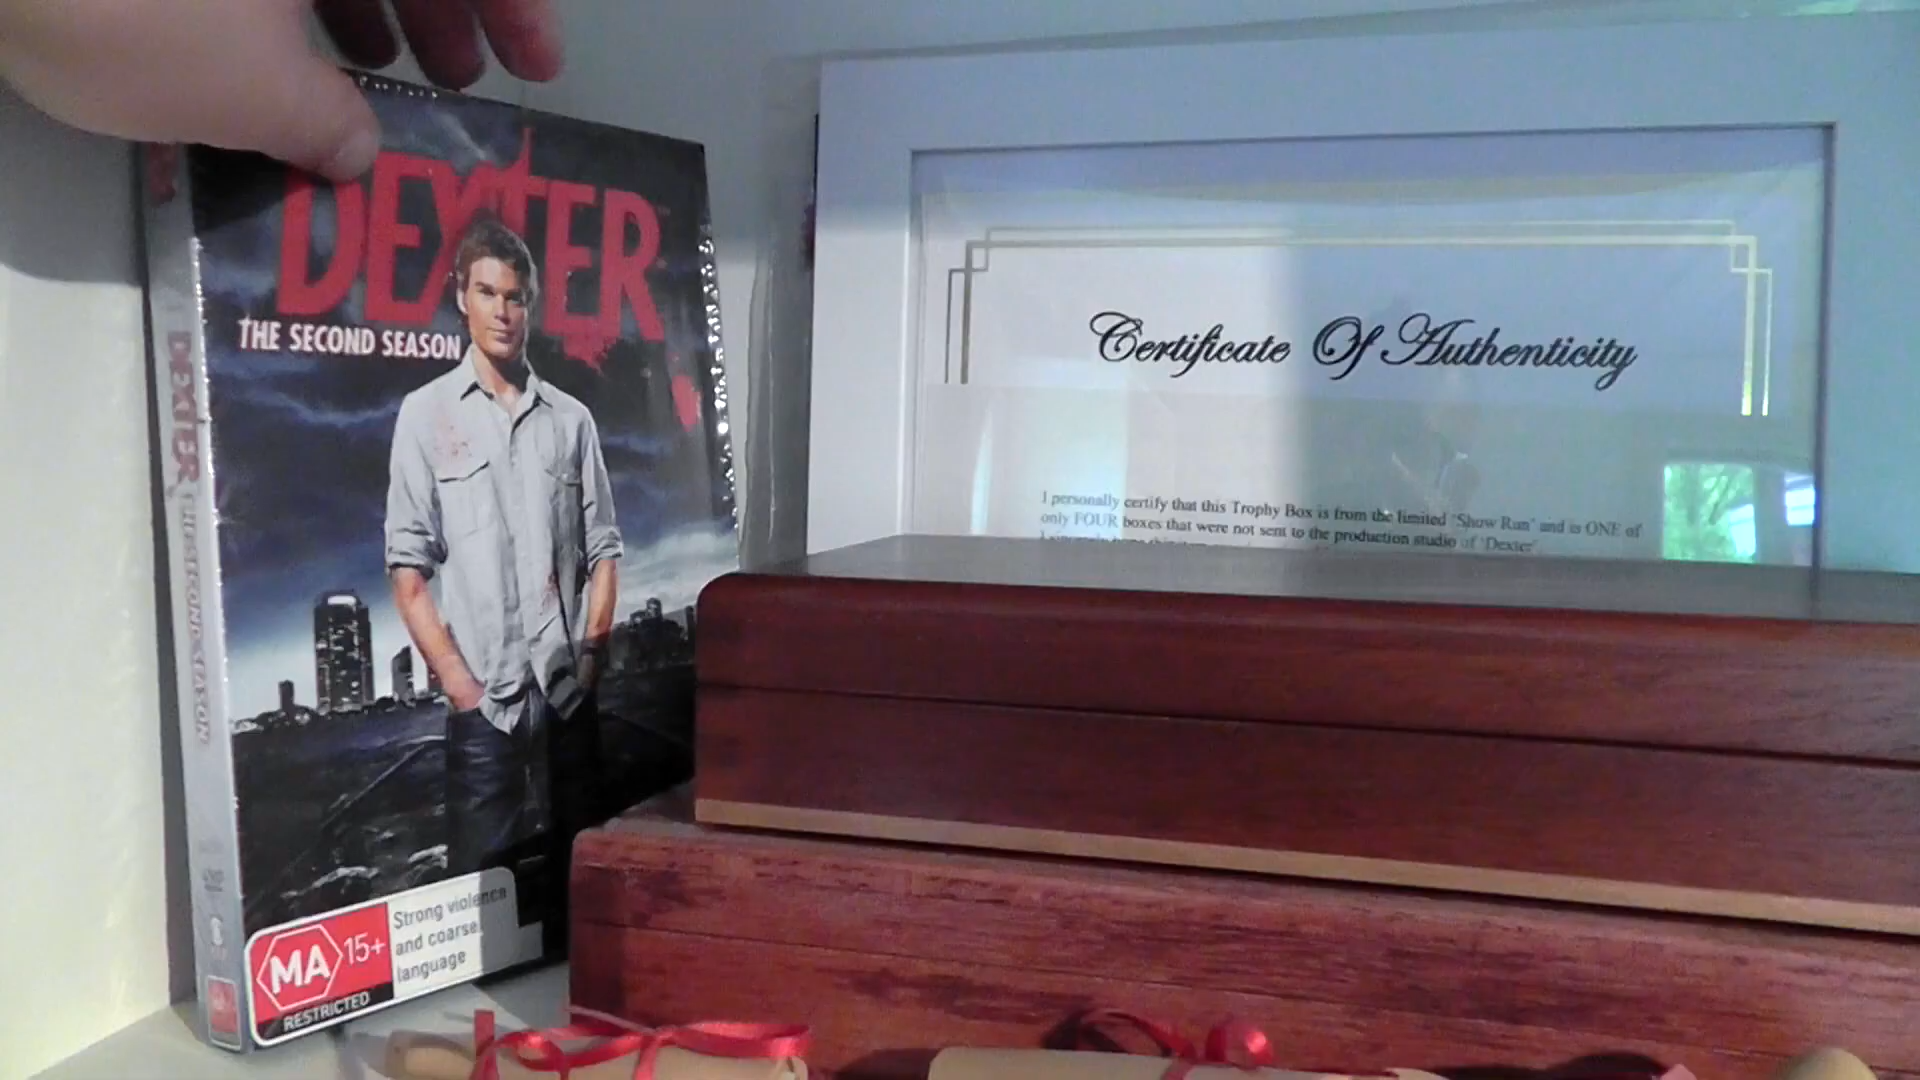 DEXTER
THE SECOND SEASON
DEXTER THE SECOND SEASON
MA 15+
RESTRICTED
Strong violence
and coarse
language
Certificate Of Authenticity
I personally certify that this Trophy Box is from the limited 'Show Run' and is ONE of
only FOUR boxes that were not sent to the production studio of 'Dexter'